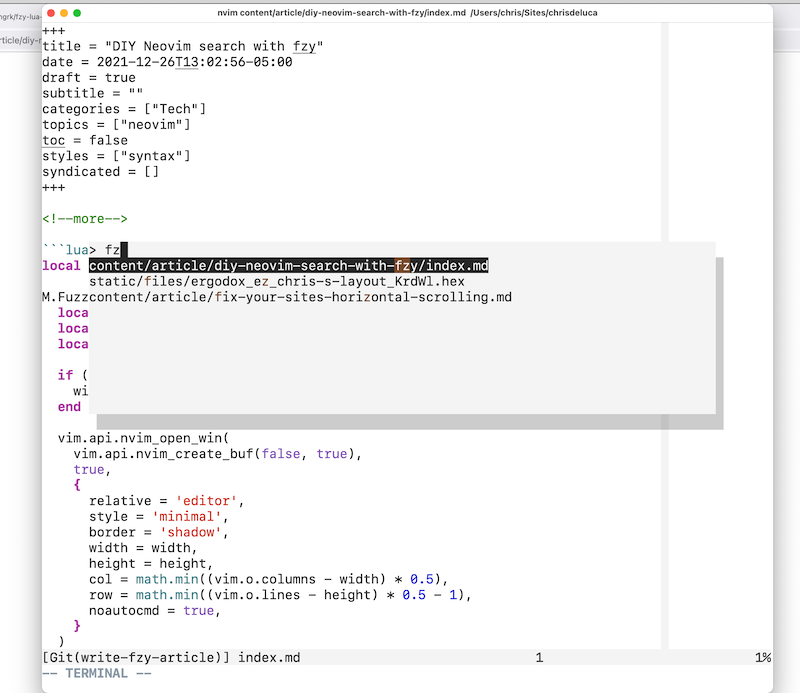 ngrk/fzy-lua-
rticle/diy-n
nvim content/article/diy-neovim-search-with-fzy/index.md /Users/chris/Sites/chrisdeluca
+++
title = "DIY Neovim search with fzy"
date = 2021-12-26T13:02:56-05:00
draft = true
subtitle = ""
categories = ["Tech"]
topics = ["neovim"]
toc = false
styles = ["syntax"]
syndicated = []
+++
<!--more-->
```lua> fz
local content/article/diy-neovim-search-with-fzy/index.md
static/files/ergodox_ez_chris-s-layout_KrdWl.hex
M.Fuzzcontent/article/fix-your-sites-horizontal-scrolling.md
loca
loca
loca
if (
wi
end
vim.api.nvim_open_win(
vim.api.nvim_create_buf(false, true),
true,
{
relative = 'editor',
style = 'minimal',
border = 'shadow',
width = width,
height = height,
col = math.min((vim.o.columns - width) * 0.5),
row = math.min((vim.o.lines - height) * 0.5 - 1),
noautocmd = true,
}
)
[Git(write-fzy-article)] index.md 1 1%
-- TERMINAL --